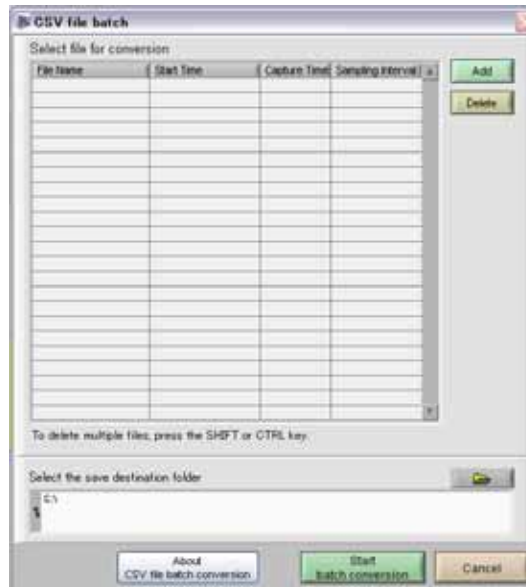 CSV file batch
Select file for conversion
File Name Start Time Capture Time Sampling Interval
Add
Delete
To delete multiple files, press the SHIFT or CTRL key.
Select the save destination folder
C:\
About
CSV file batch conversion
Start
batch conversion
Cancel